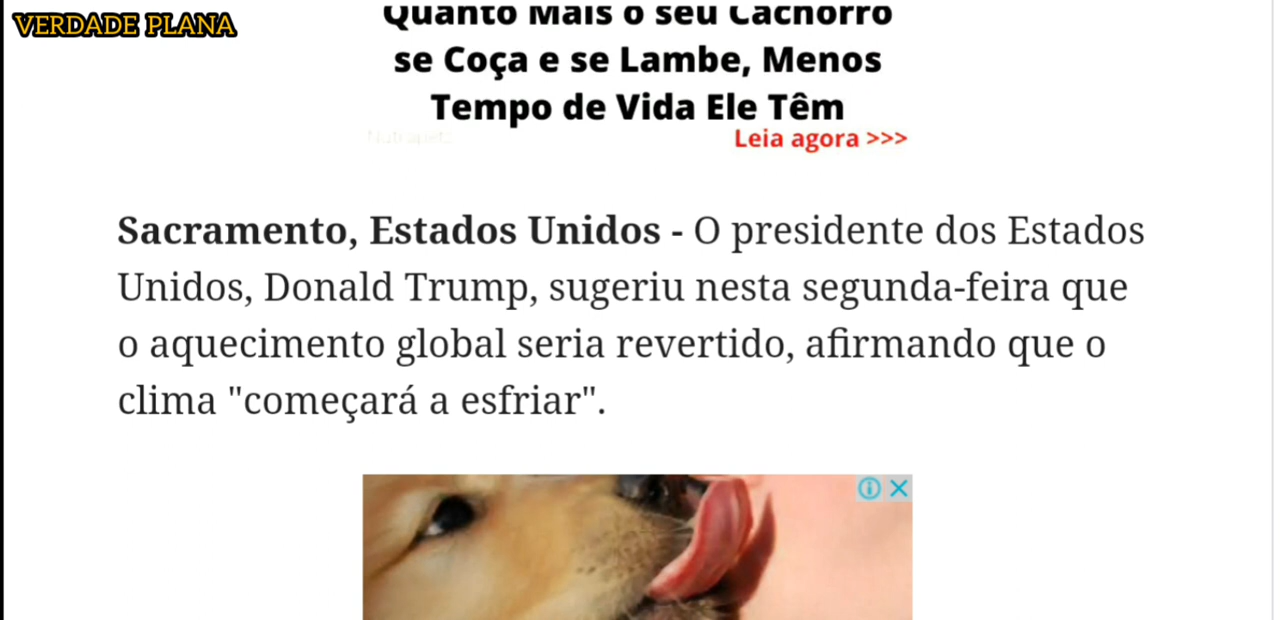 VERDADE PLANA
Quanto Mais o seu Cachorro
se Coça e se Lambe, Menos
Tempo de Vida Ele Têm
Leia agora >>>
Sacramento, Estados Unidos - O presidente dos Estados
Unidos, Donald Trump, sugeriu nesta segunda-feira que
o aquecimento global seria revertido, afirmando que o
clima "começará a esfriar".